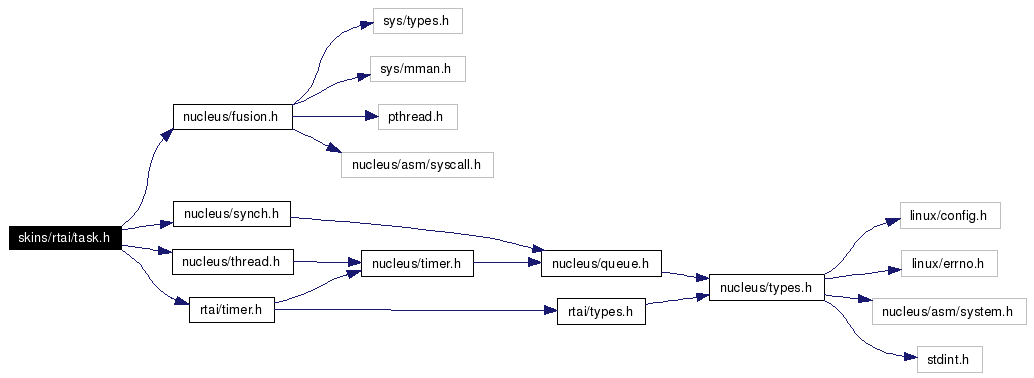 sys/types.h
sys/mman.h
nucleus/fusion.h
pthread.h
nucleus/asm/syscall.h
nucleus/synch.h
linux/config.h
skins/rtai/task.h
nucleus/thread.h
nucleus/timer.h
nucleus/queue.h
linux/errno.h
nucleus/types.h
rtai/timer.h
rtai/types.h
nucleus/asm/system.h
stdint.h